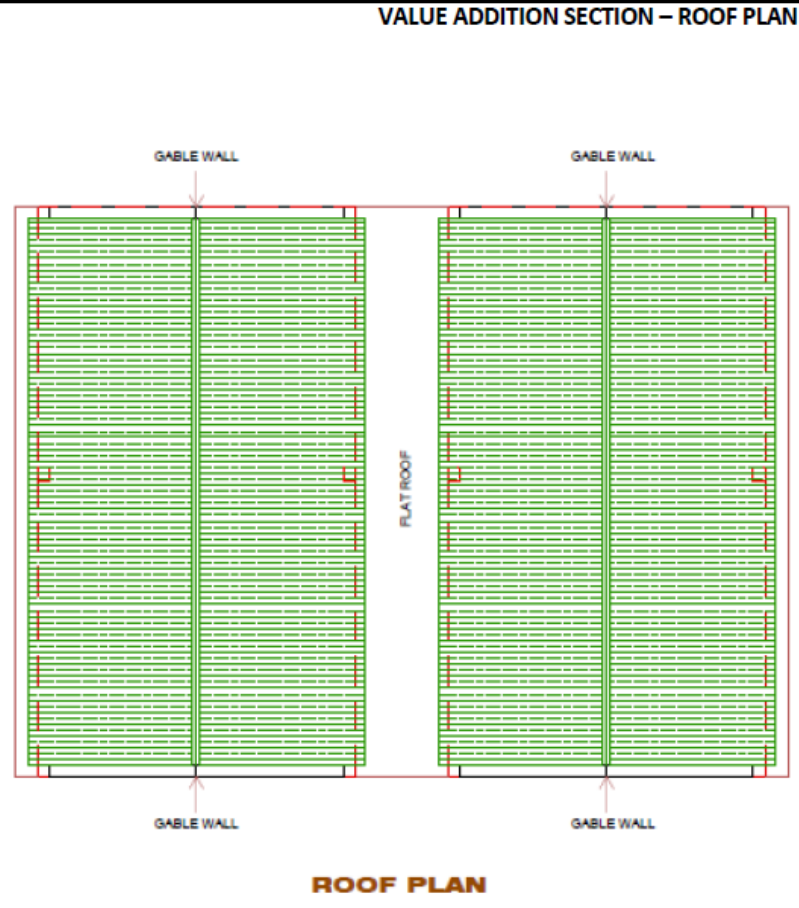 VALUE ADDITION SECTION – ROOF PLAN
GABLE WALL
GABLE WALL
FLAT ROOF
GABLE WALL
GABLE WALL
ROOF PLAN